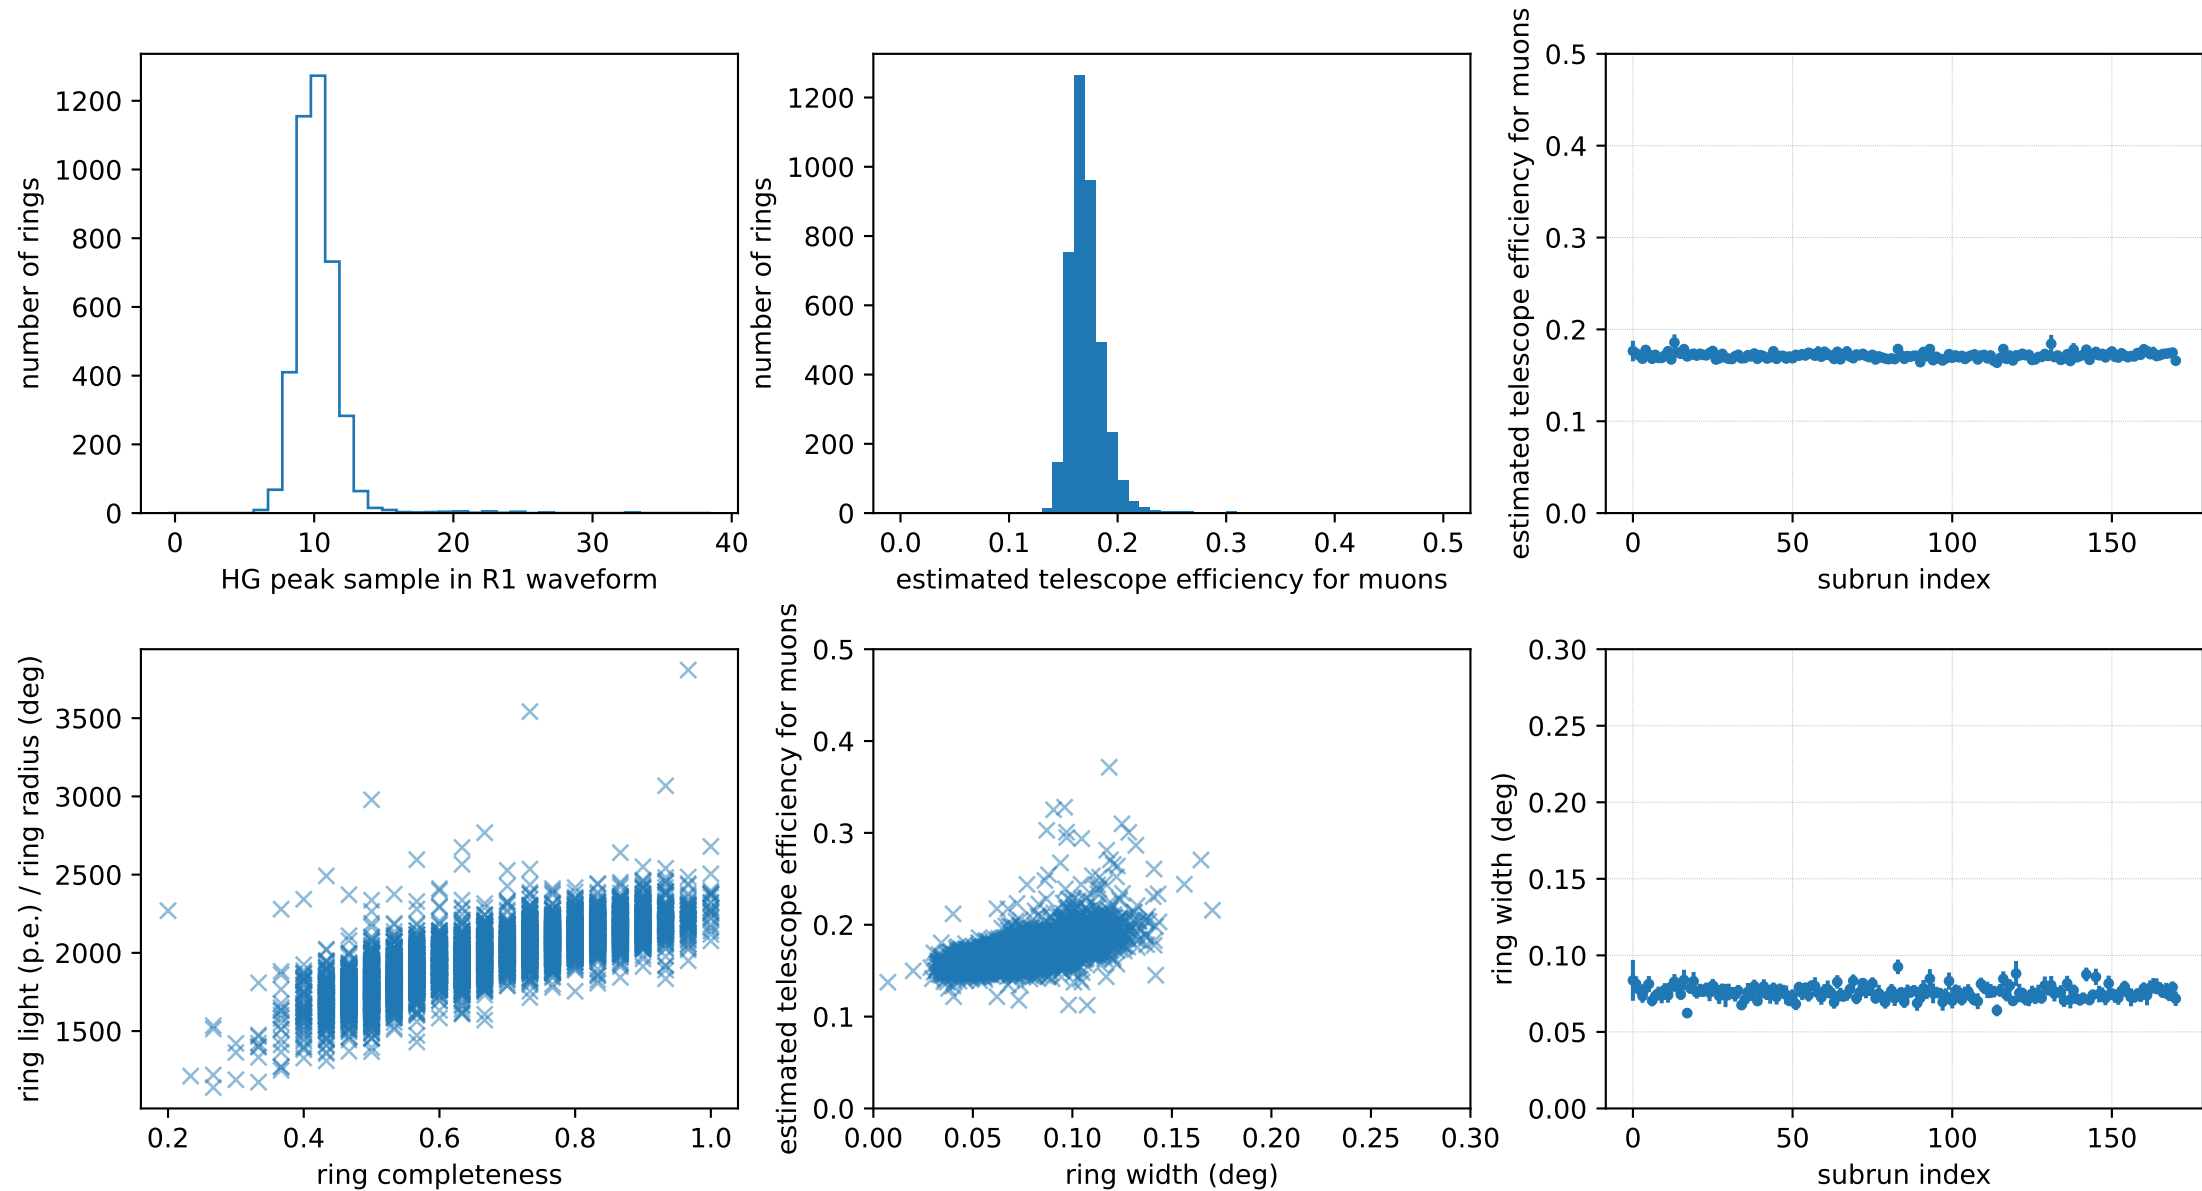 number of rings
1200
1000
800
600
400
200
0
0 10 20 30 40
HG peak sample in R1 waveform
number of rings
1200
1000
800
600
400
200
0
0.0 0.1 0.2 0.3 0.4 0.5
estimated telescope efficiency for muons
estimated telescope efficiency for muons
0.5
0.4
0.3
0.2
0.1
0.0
0 50 100 150
subrun index
ring light (p.e.) / ring radius (deg)
3500
3000
2500
2000
1500
0.2 0.4 0.6 0.8 1.0
ring completeness
estimated telescope efficiency for muons
0.5
0.4
0.3
0.2
0.1
0.0
0.00 0.05 0.10 0.15 0.20 0.25 0.30
ring width (deg)
ring width (deg)
0.30
0.25
0.20
0.15
0.10
0.05
0.00
0 50 100 150
subrun index